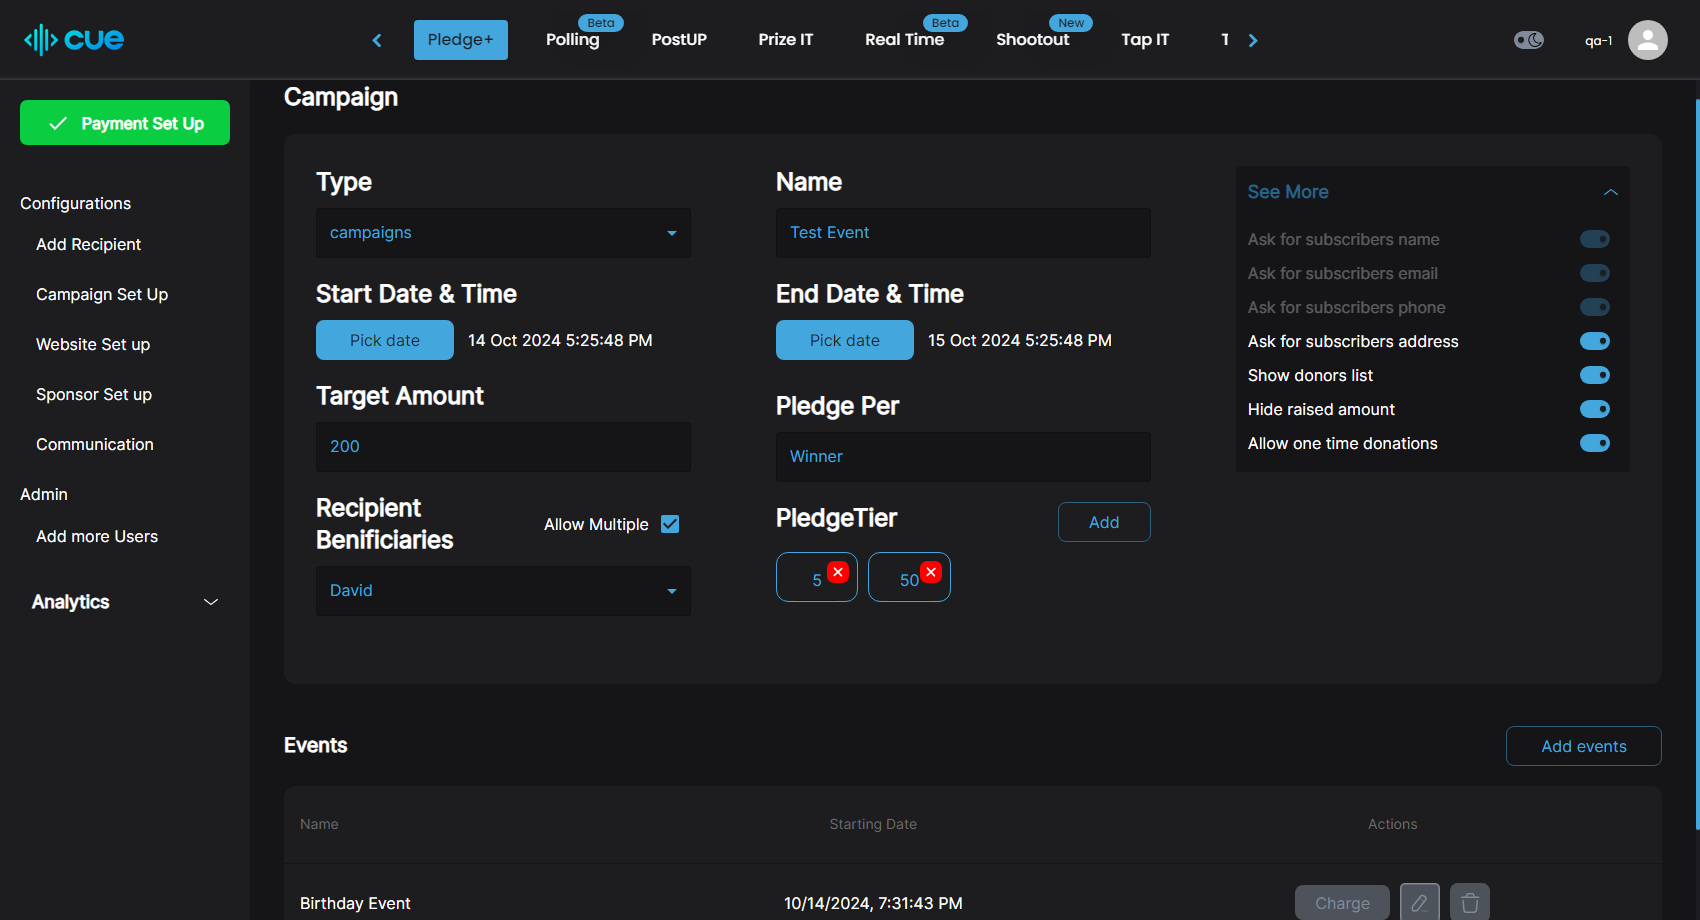 cue
Pledge+
Polling
Beta
PostUP
Prize IT
Real Time
Beta
Shootout
New
Tap IT
T
qa-1
Payment Set Up
Configurations
Add Recipient
Campaign Set Up
Website Set up
Sponsor Set up
Communication
Admin
Add more Users
Analytics
Campaign
Type
campaigns
Name
Test Event
Start Date & Time
Pick date 14 Oct 2024 5:25:48 PM
End Date & Time
Pick date 15 Oct 2024 5:25:48 PM
Target Amount
200
Pledge Per
Winner
Recipient
Benificiaries
Allow Multiple
David
PledgeTier
Add
5
50
See More
Ask for subscribers name
Ask for subscribers email
Ask for subscribers phone
Ask for subscribers address
Show donors list
Hide raised amount
Allow one time donations
Events
Add events
Name Starting Date Actions
Birthday Event 10/14/2024, 7:31:43 PM Charge